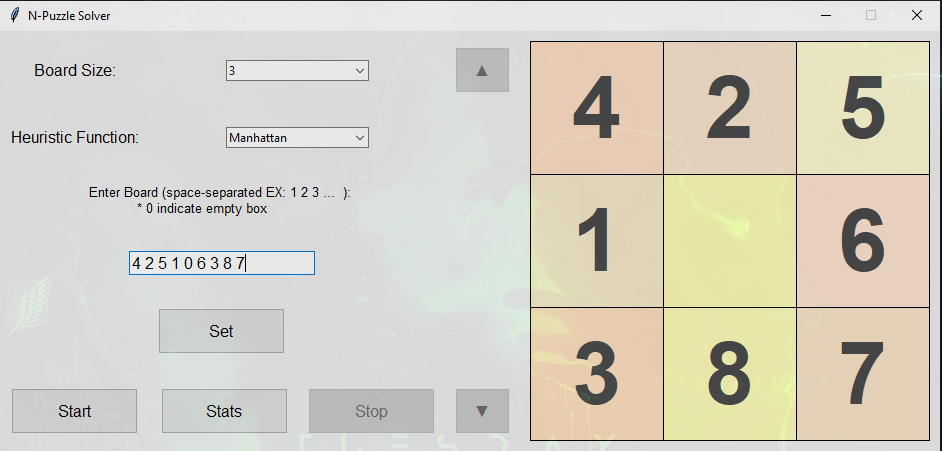 N-Puzzle Solver
Board Size:
3
▲
Heuristic Function:
Manhattan
Enter Board (space-separated EX: 1 2 3 ... ):
* 0 indicate empty box
4 2 5 1 0 6 3 8 7
Set
Start
Stats
Stop
▼
4 2 5
1 6
3 8 7